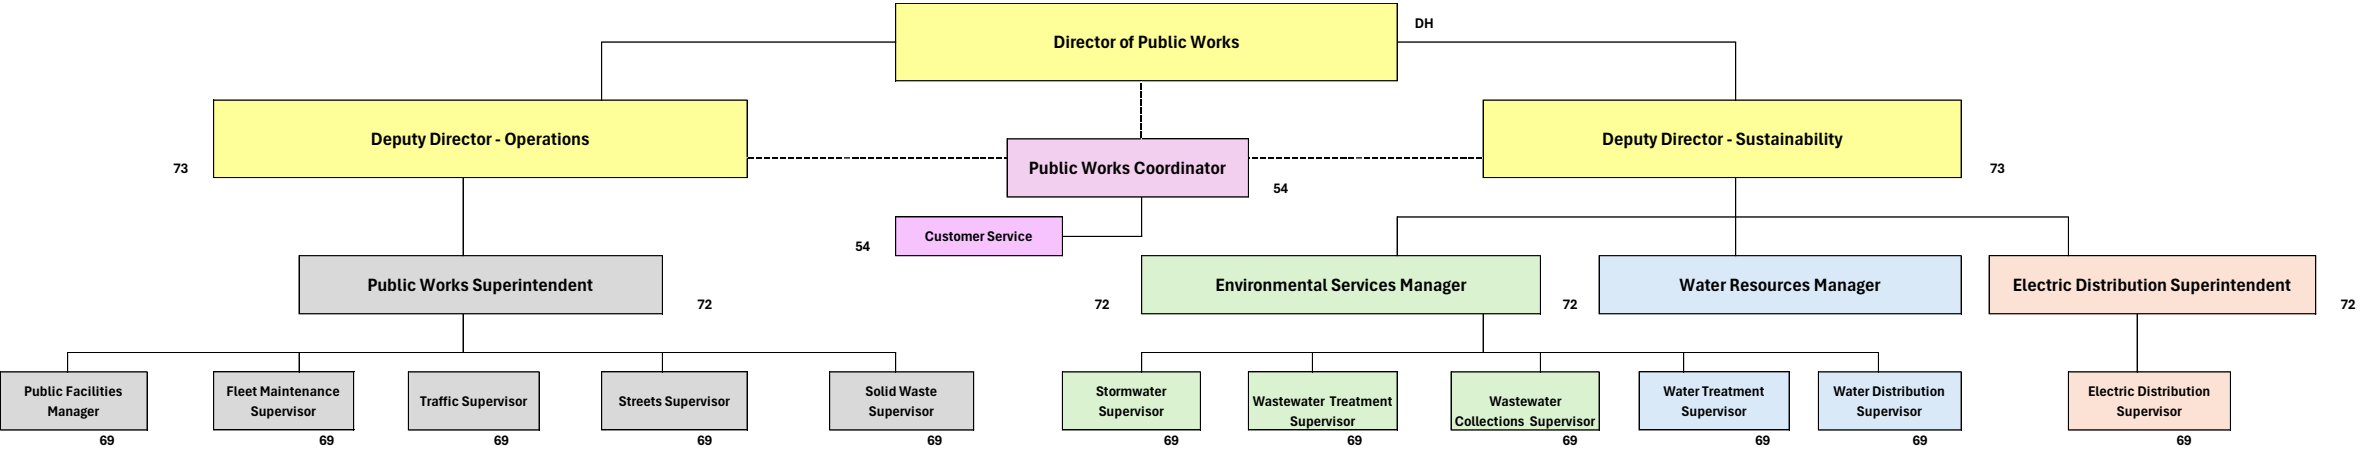 Director of Public Works
DH
Deputy Director - Operations
73
Public Works Coordinator
54
Deputy Director - Sustainability
73
Customer Service
54
Public Works Superintendent
72
Environmental Services Manager
72
Water Resources Manager
72
Electric Distribution Superintendent
72
Public Facilities
Manager
69
Fleet Maintenance
Supervisor
69
Traffic Supervisor
69
Streets Supervisor
69
Solid Waste
Supervisor
69
Stormwater
Supervisor
69
Wastewater Treatment
Supervisor
69
Wastewater
Collections Supervisor
69
Water Treatment
Supervisor
69
Water Distribution
Supervisor
69
Electric Distribution
Supervisor
69